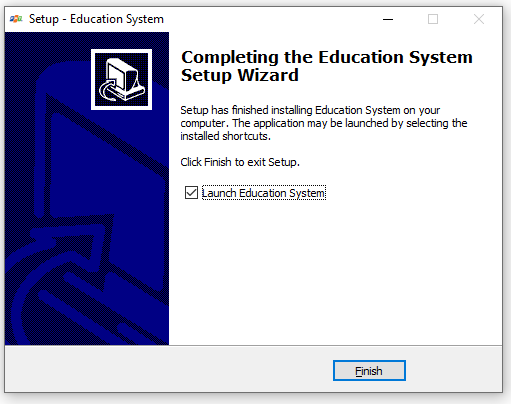 Setup - Education System
Completing the Education System
Setup Wizard
Setup has finished installing Education System on your
computer. The application may be launched by selecting the
installed shortcuts.
Click Finish to exit Setup.
Launch Education System
Finish